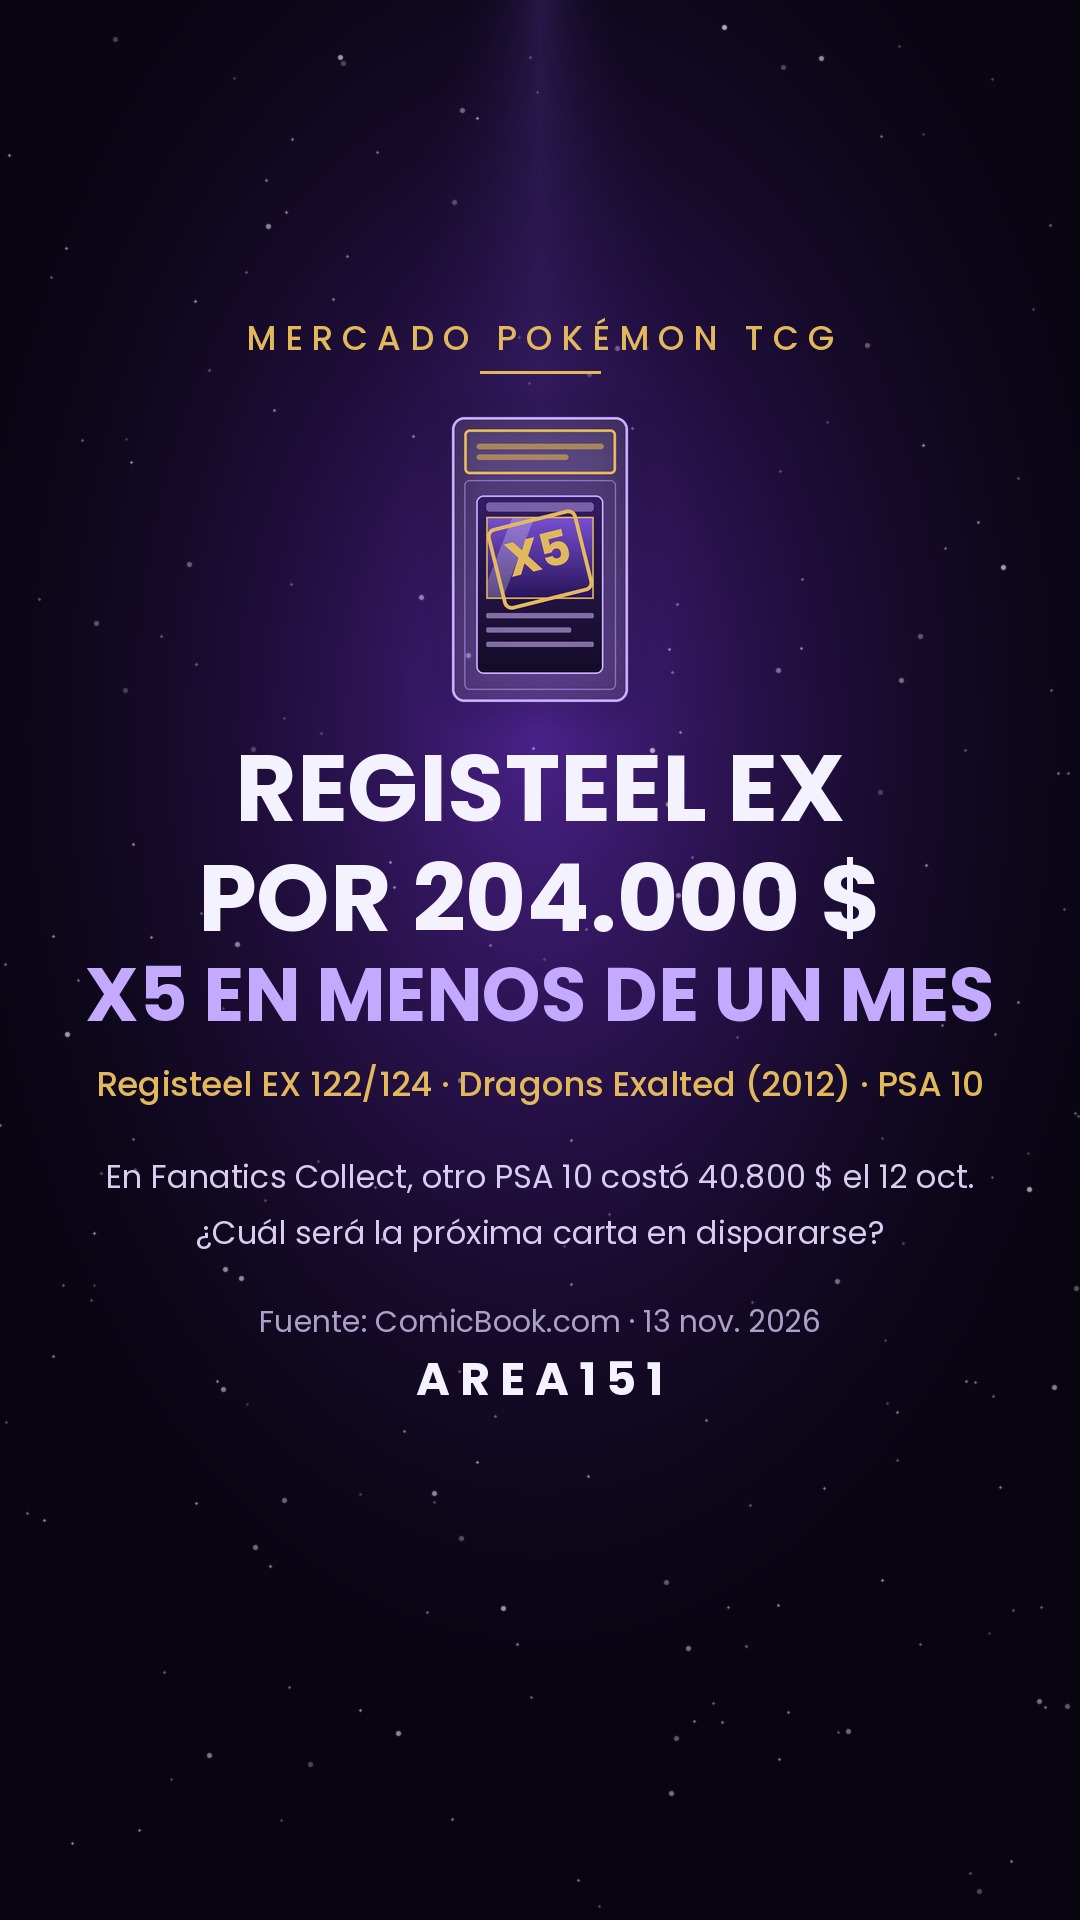 MERCADO POKÉMON TCG
X5
REGISTEEL EX
POR 204.000 $
X5 EN MENOS DE UN MES
Registeel EX 122/124 · Dragons Exalted (2012) · PSA 10
En Fanatics Collect, otro PSA 10 costó 40.800 $ el 12 oct.
¿Cuál será la próxima carta en dispararse?
Fuente: ComicBook.com · 13 nov. 2026
AREA151